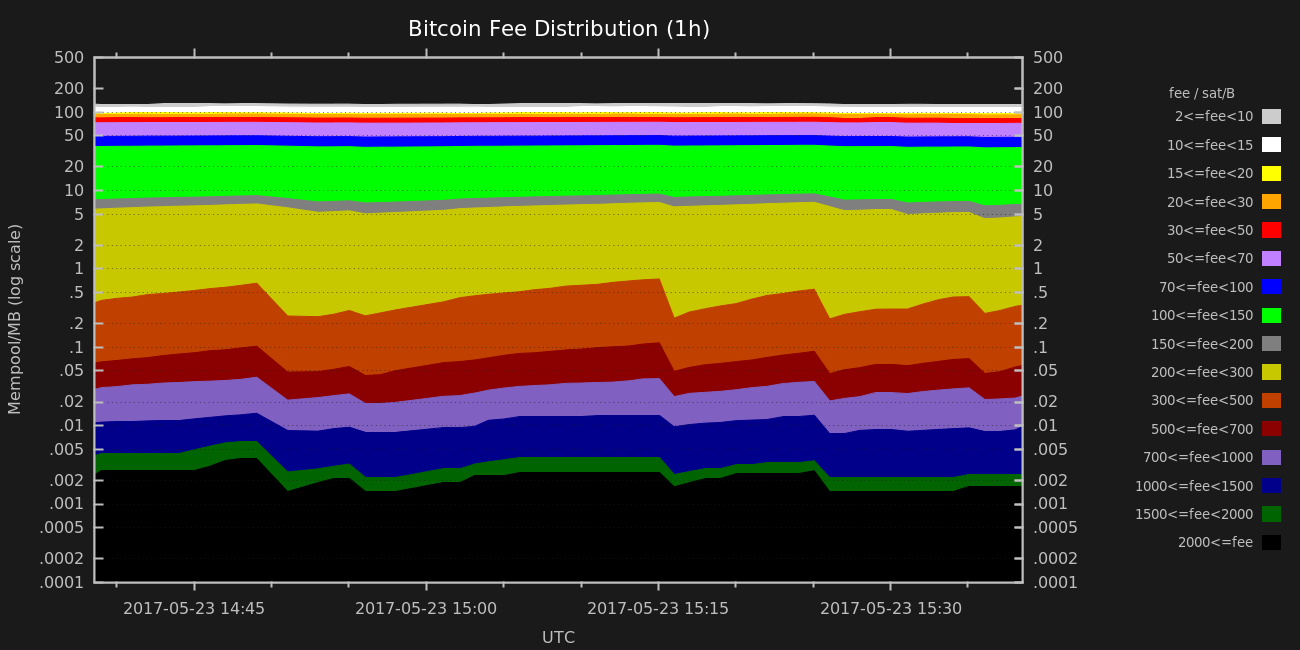 Bitcoin Fee Distribution (1h)
500
200
100
50
20
10
5
2
1
.5
.2
.1
.05
.02
.01
.005
.002
.001
.0005
.0002
.0001
Mempool/MB (log scale)
500
200
100
50
20
10
5
2
1
.5
.2
.1
.05
.02
.01
.005
.002
.001
.0005
.0002
.0001
2017-05-23 14:45
2017-05-23 15:00
2017-05-23 15:15
2017-05-23 15:30
UTC
fee / sat/B
2<=fee<10
10<=fee<15
15<=fee<20
20<=fee<30
30<=fee<50
50<=fee<70
70<=fee<100
100<=fee<150
150<=fee<200
200<=fee<300
300<=fee<500
500<=fee<700
700<=fee<1000
1000<=fee<1500
1500<=fee<2000
2000<=fee